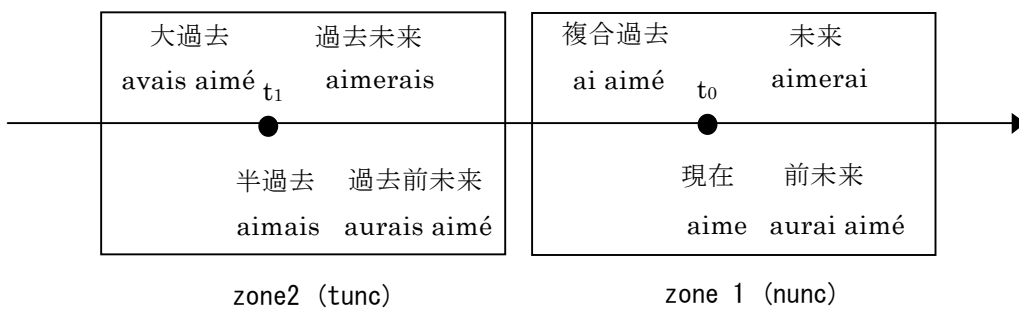 大過去 過去未来
avais aimé t₁ aimerais
半過去 過去前未来
aimais aurais aimé
zone2 (tunc)
複合過去 未来
ai aimé t₀ aimerai
現在 前未来
aime aurai aimé
zone 1 (nunc)